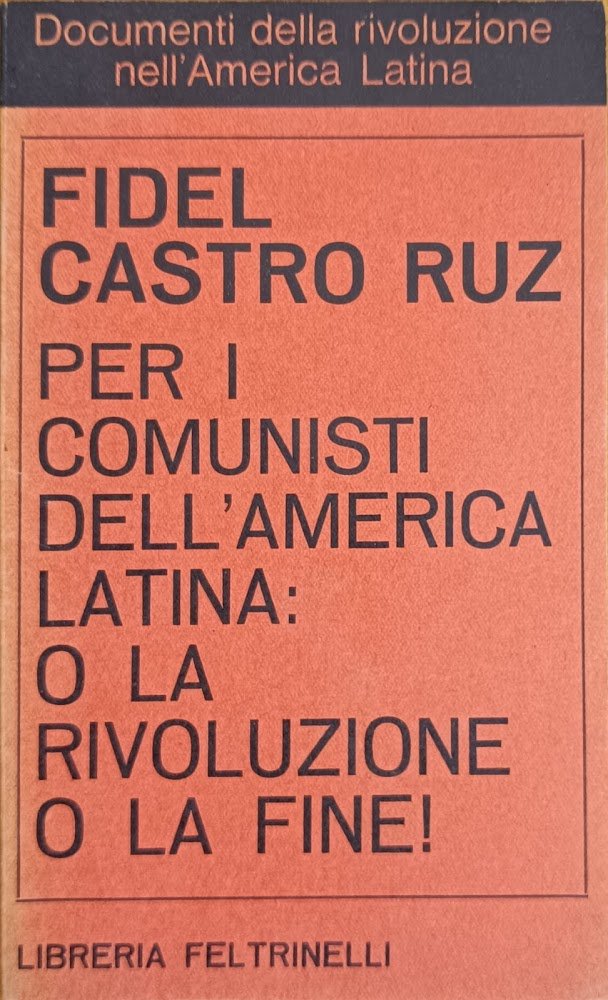 Documenti della rivoluzione
nell'America Latina
FIDEL
CASTRO RUZ
PER I
COMUNISTI
DELL'AMERICA
LATINA:
O LA
RIVOLUZIONE
O LA FINE!
LIBRERIA FELTRINELLI